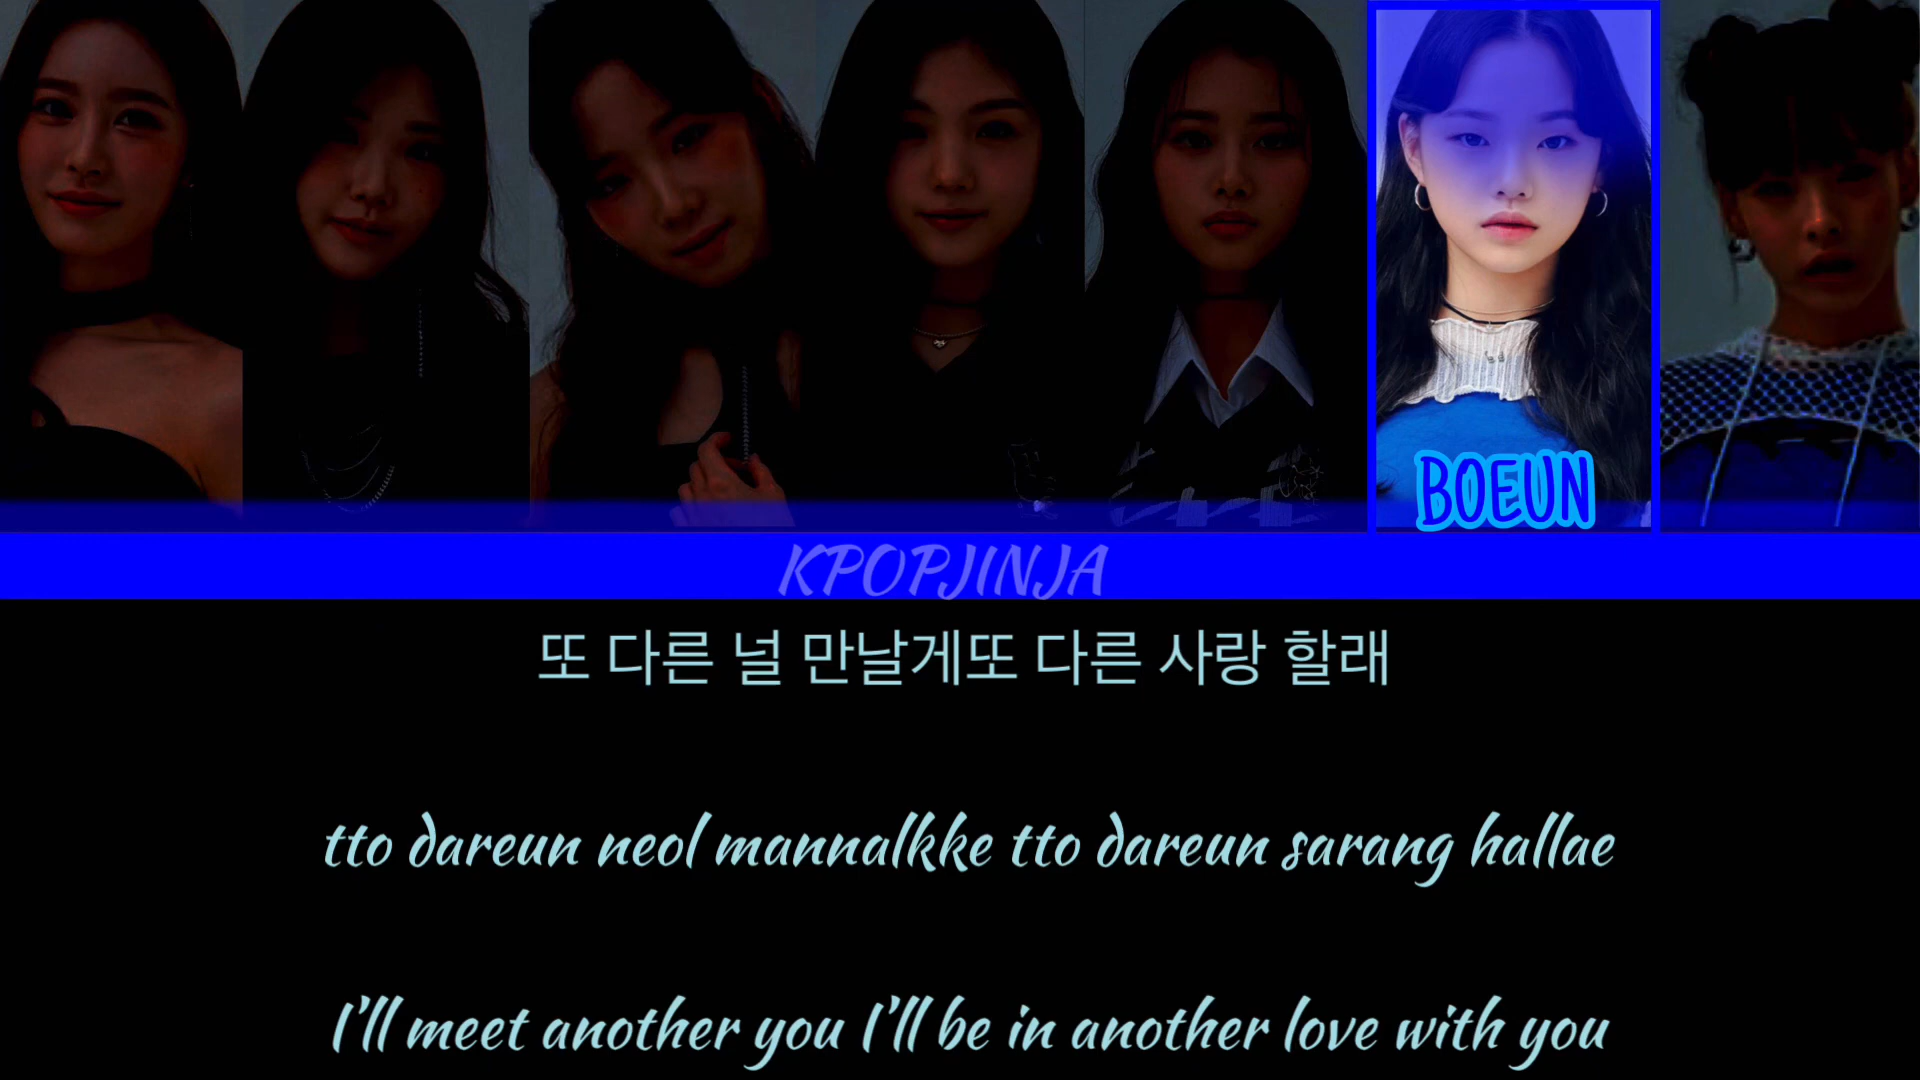 BOEUN
KPOPJINJA
또 다른 널 만날게또 다른 사랑 할래
tto dareun neol mannalkke tto dareun sarang hallae
I'll meet another you I'll be in another love with you